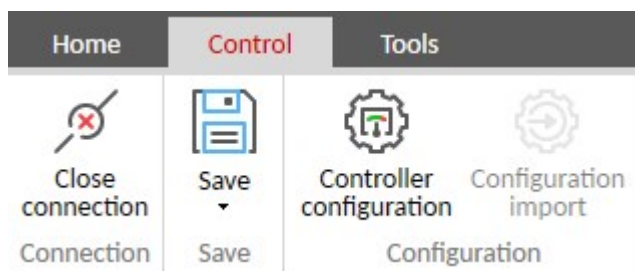 Home Control Tools
Close
connection
Save
Controller
configuration
Configuration
import
Connection Save Configuration